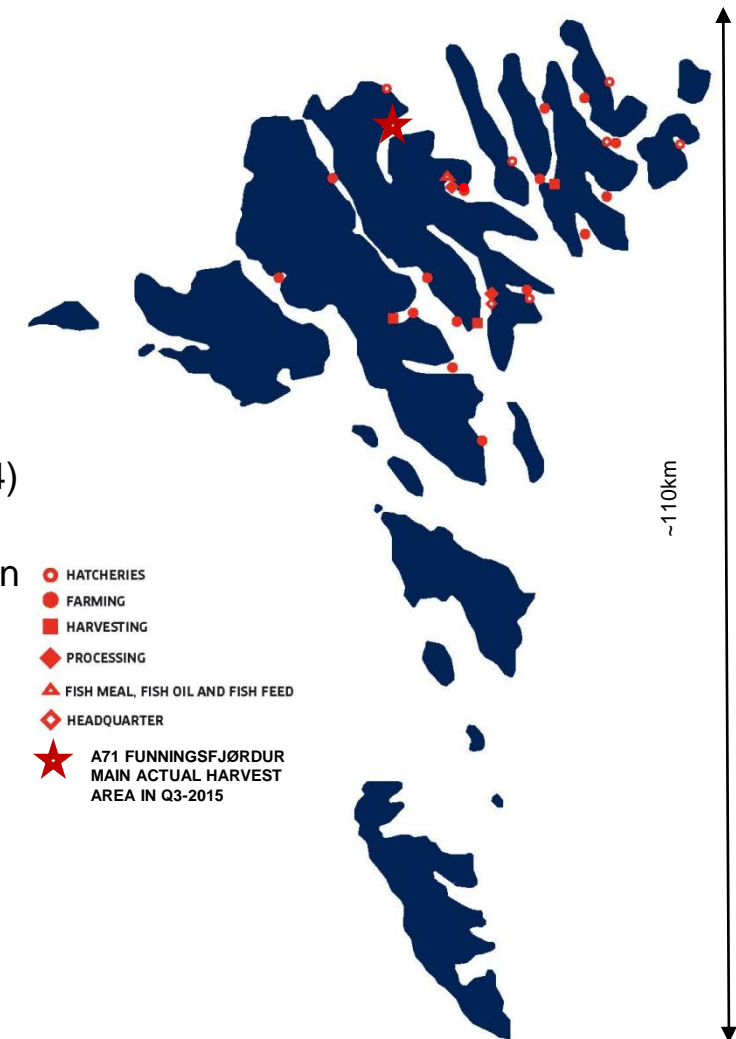 4)
n
~110km
HATCHERIES
FARMING
HARVESTING
PROCESSING
FISH MEAL, FISH OIL AND FISH FEED
HEADQUARTER
A71 FUNNINGSFJØRDUR
MAIN ACTUAL HARVEST
AREA IN Q3-2015